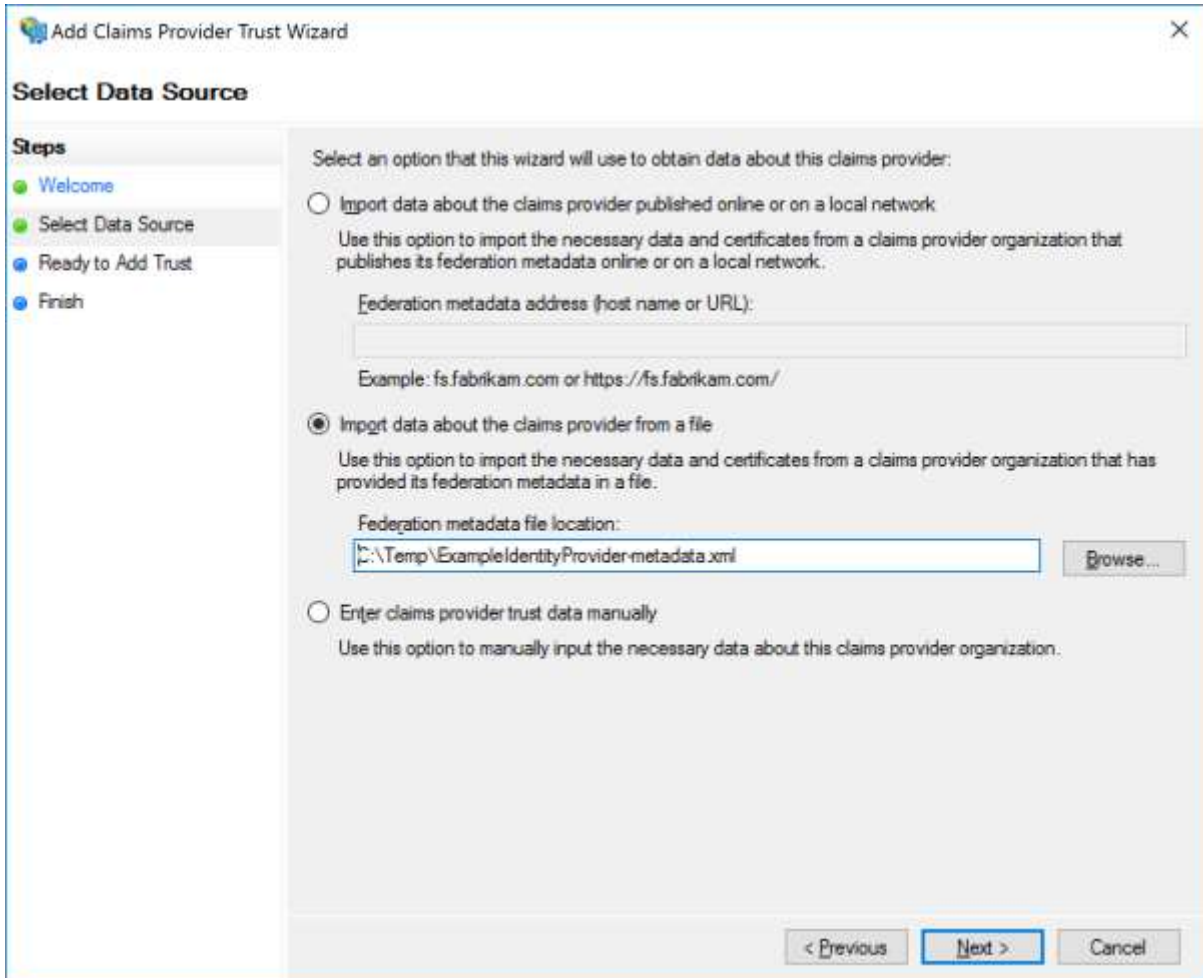 Add Claims Provider Trust Wizard
Select Data Source
Steps
Welcome
Select Data Source
Ready to Add Trust
Finish
Select an option that this wizard will use to obtain data about this claims provider:
Import data about the claims provider published online or on a local network
Use this option to import the necessary data and certificates from a claims provider organization that
publishes its federation metadata online or on a local network.
Federation metadata address (host name or URL):
Example: fs.fabrikam.com or https://fs.fabrikam.com/
Import data about the claims provider from a file
Use this option to import the necessary data and certificates from a claims provider organization that has
provided its federation metadata in a file.
Federation metadata file location:
C:\Temp\ExampleIdentityProvider-metadata.xml
Browse...
Enter claims provider trust data manually
Use this option to manually input the necessary data about this claims provider organization.
< Previous
Next >
Cancel